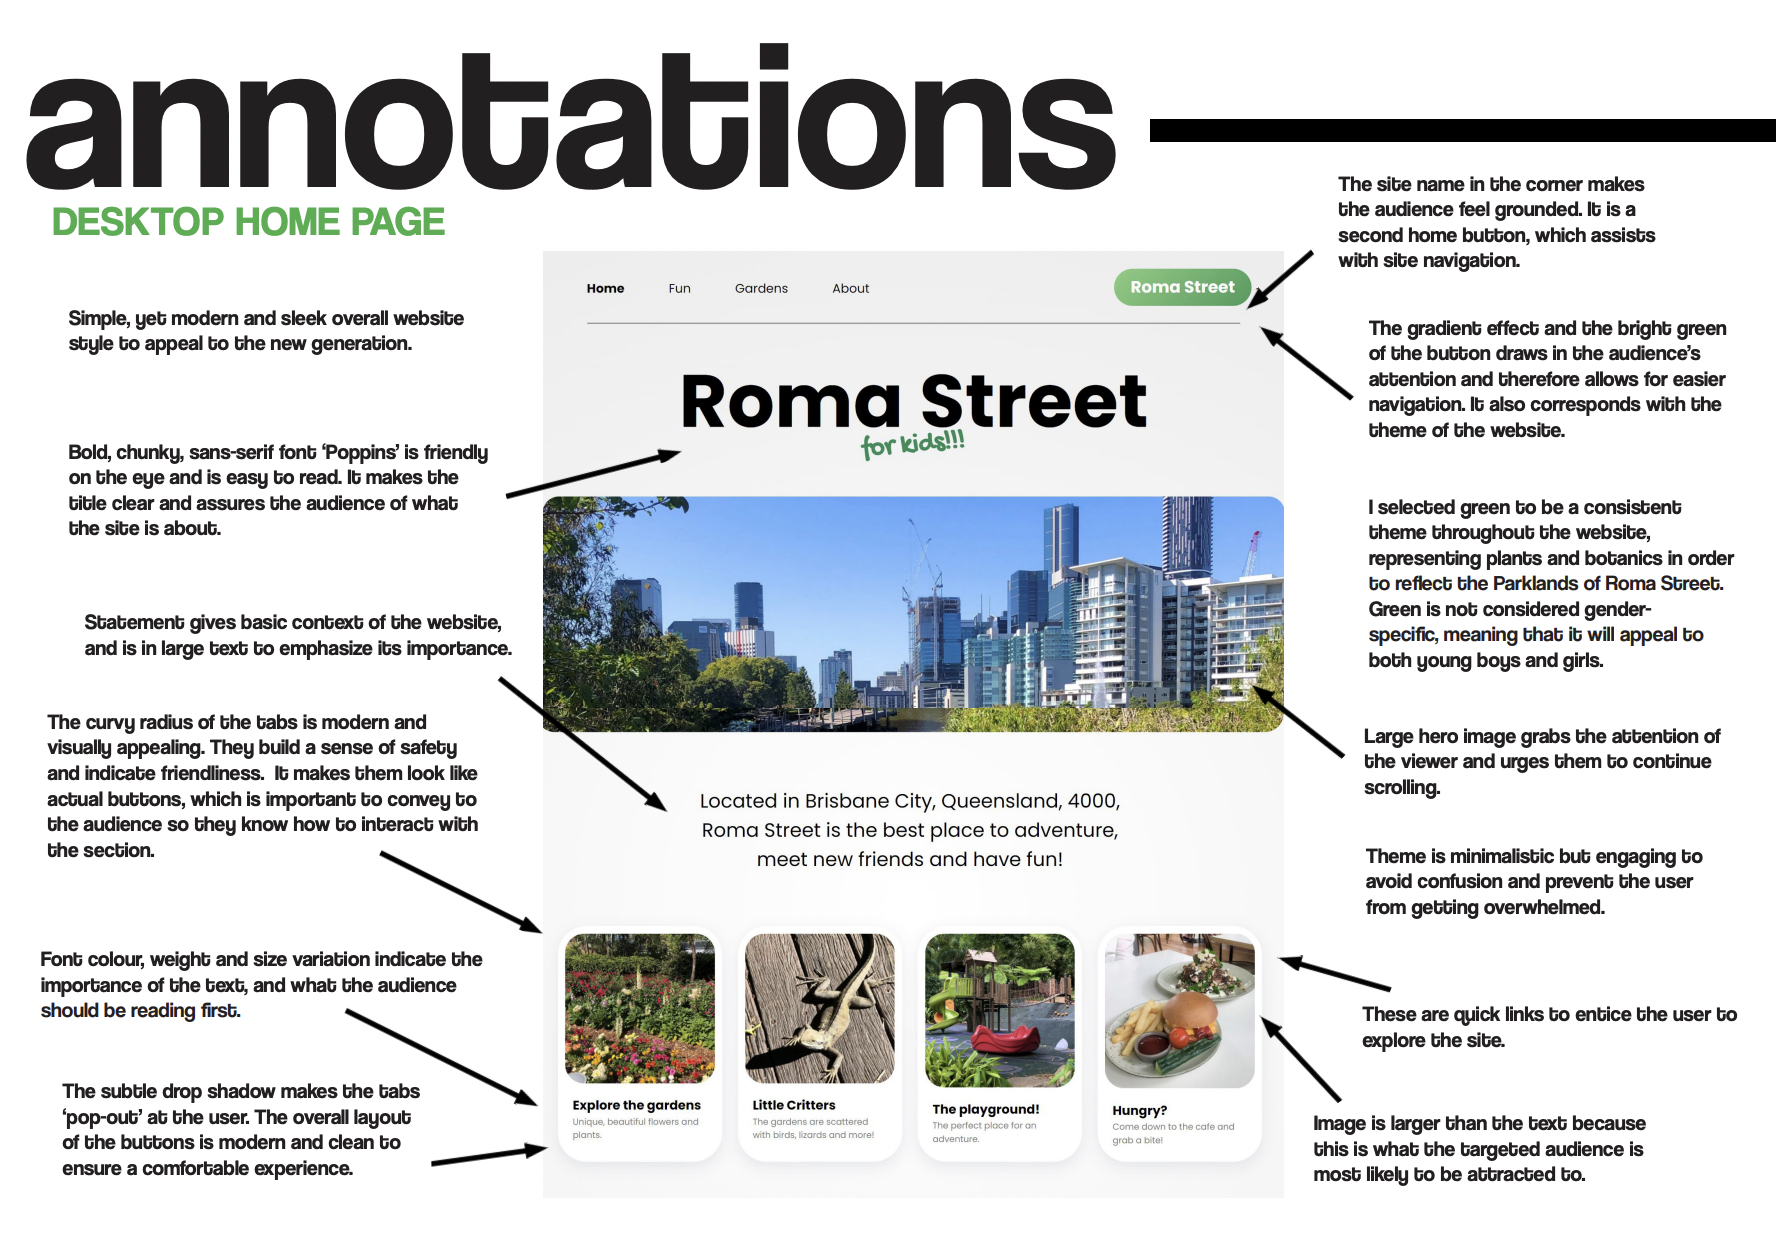 annotations
DESKTOP HOME PAGE
Simple, yet modern and sleek overall website
style to appeal to the new generation.
Bold, chunky, sans-serif font ‘Poppins’ is friendly
on the eye and is easy to read. It makes the
title clear and assures the audience of what
the site is about.
Statement gives basic context of the website,
and is in large text to emphasize its importance.
The curvy radius of the tabs is modern and
visually appealing. They build a sense of safety
and indicate friendliness.  It makes them look like
actual buttons, which is important to convey to
the audience so they know how to interact with
the section.
Font colour, weight and size variation indicate the
importance of the text, and what the audience
should be reading first.
The subtle drop shadow makes the tabs
‘pop-out’ at the user. The overall layout
of the buttons is modern and clean to
ensure a comfortable experience.
Home Fun Gardens About Roma Street
Roma Street
for kids!!!
Located in Brisbane City, Queensland, 4000,
Roma Street is the best place to adventure,
meet new friends and have fun!
Explore the gardens
Unique, beautiful flowers and
plants.
Little Critters
The gardens are scattered
with birds, lizards and more!
The playground!
The perfect place for an
adventure.
Hungry?
Come down to the cafe and
grab a bite!
The site name in the corner makes
the audience feel grounded. It is a
second home button, which assists
with site navigation.
The gradient effect and the bright green
of the button draws in the audience’s
attention and therefore allows for easier
navigation. It also corresponds with the
theme of the website.
I selected green to be a consistent
theme throughout the website,
representing plants and botanics in order
to reflect the Parklands of Roma Street.
Green is not considered gender-
specific, meaning that it will appeal to
both young boys and girls.
Large hero image grabs the attention of
the viewer and urges them to continue
scrolling.
Theme is minimalistic but engaging to
avoid confusion and prevent the user
from getting overwhelmed.
These are quick links to entice the user to
explore the site.
Image is larger than the text because
this is what the targeted audience is
most likely to be attracted to.